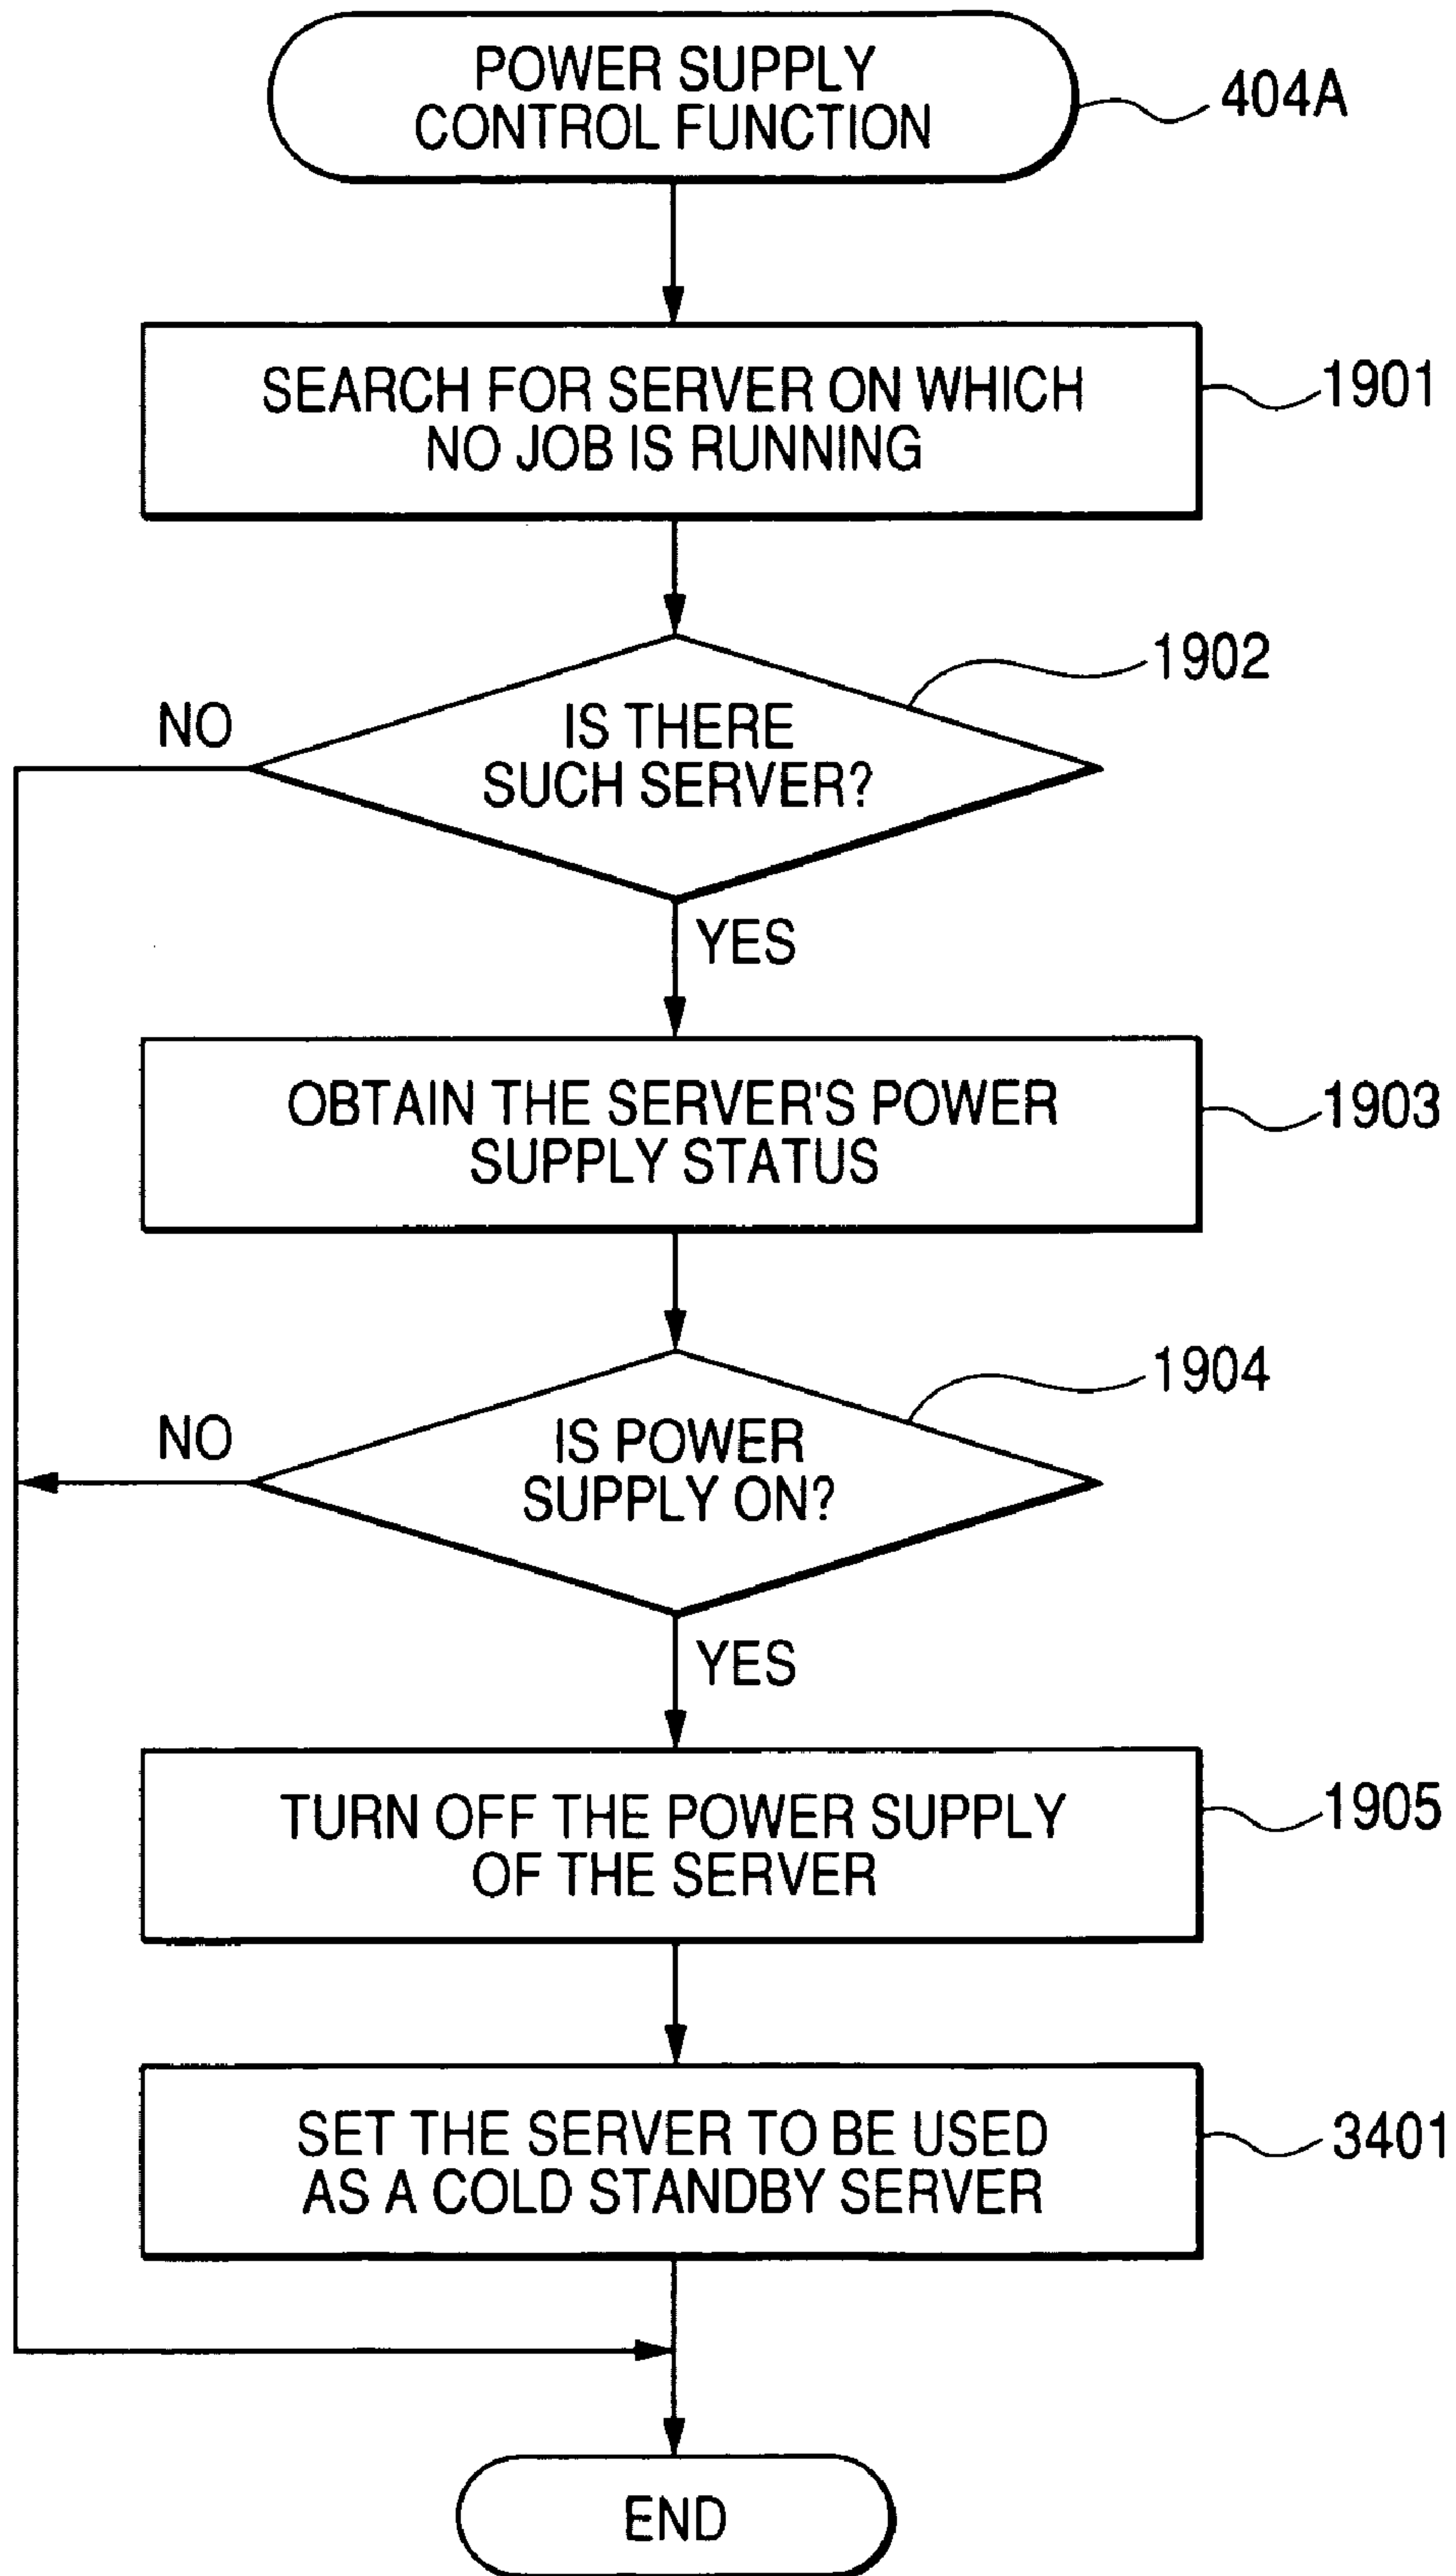 POWER SUPPLY
CONTROL FUNCTION
404A
SEARCH FOR SERVER ON WHICH
NO JOB IS RUNNING
1901
1902
NO
IS THERE
SUCH SERVER?
YES
OBTAIN THE SERVER'S POWER
SUPPLY STATUS
1903
1904
NO
IS POWER
SUPPLY ON?
YES
TURN OFF THE POWER SUPPLY
OF THE SERVER
1905
SET THE SERVER TO BE USED
AS A COLD STANDBY SERVER
3401
END